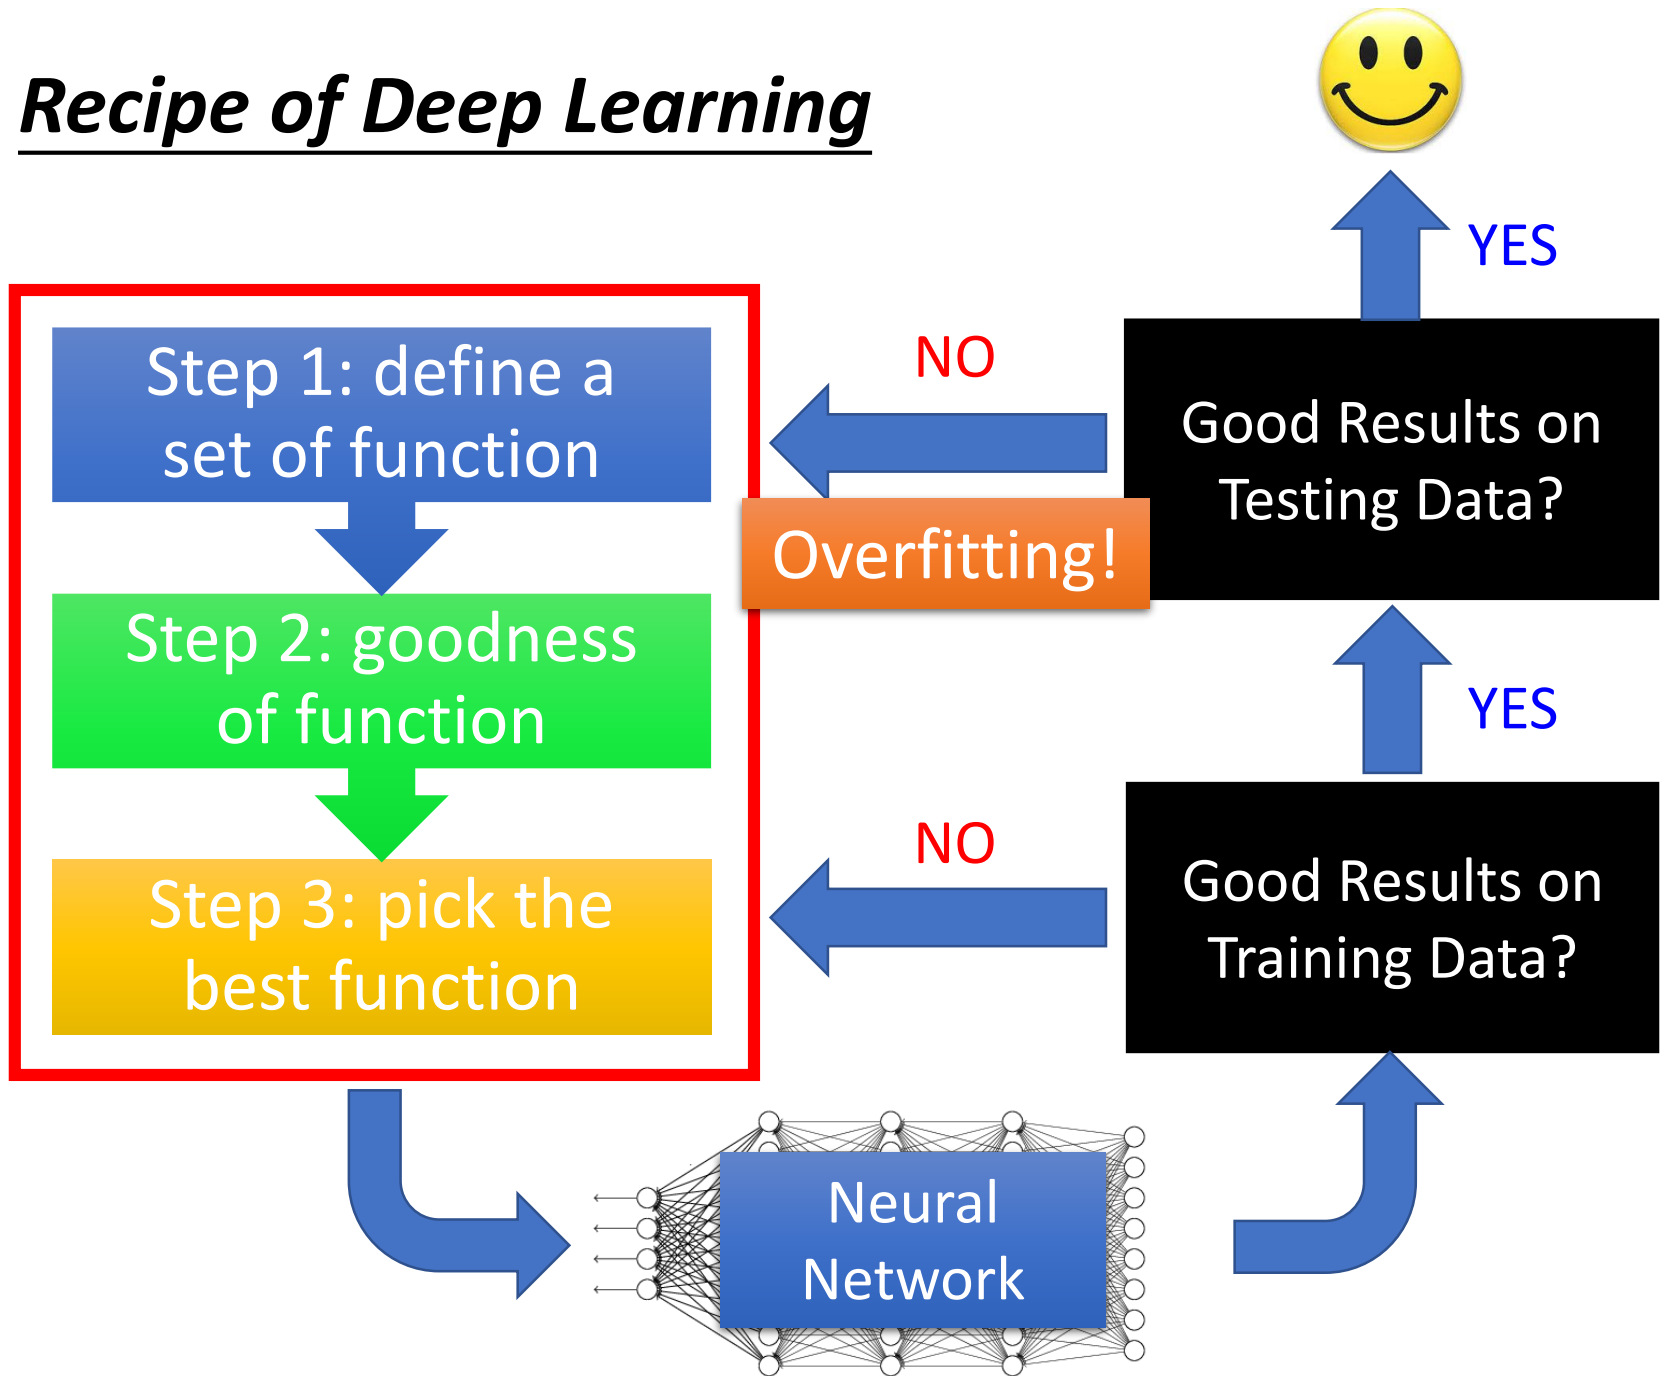 Recipe of Deep Learning
YES
Step 1: define a
set of function
NO
Good Results on
Testing Data?
Overfitting!
Step 2: goodness
of function
YES
Step 3: pick the
best function
NO
Good Results on
Training Data?
Neural
Network